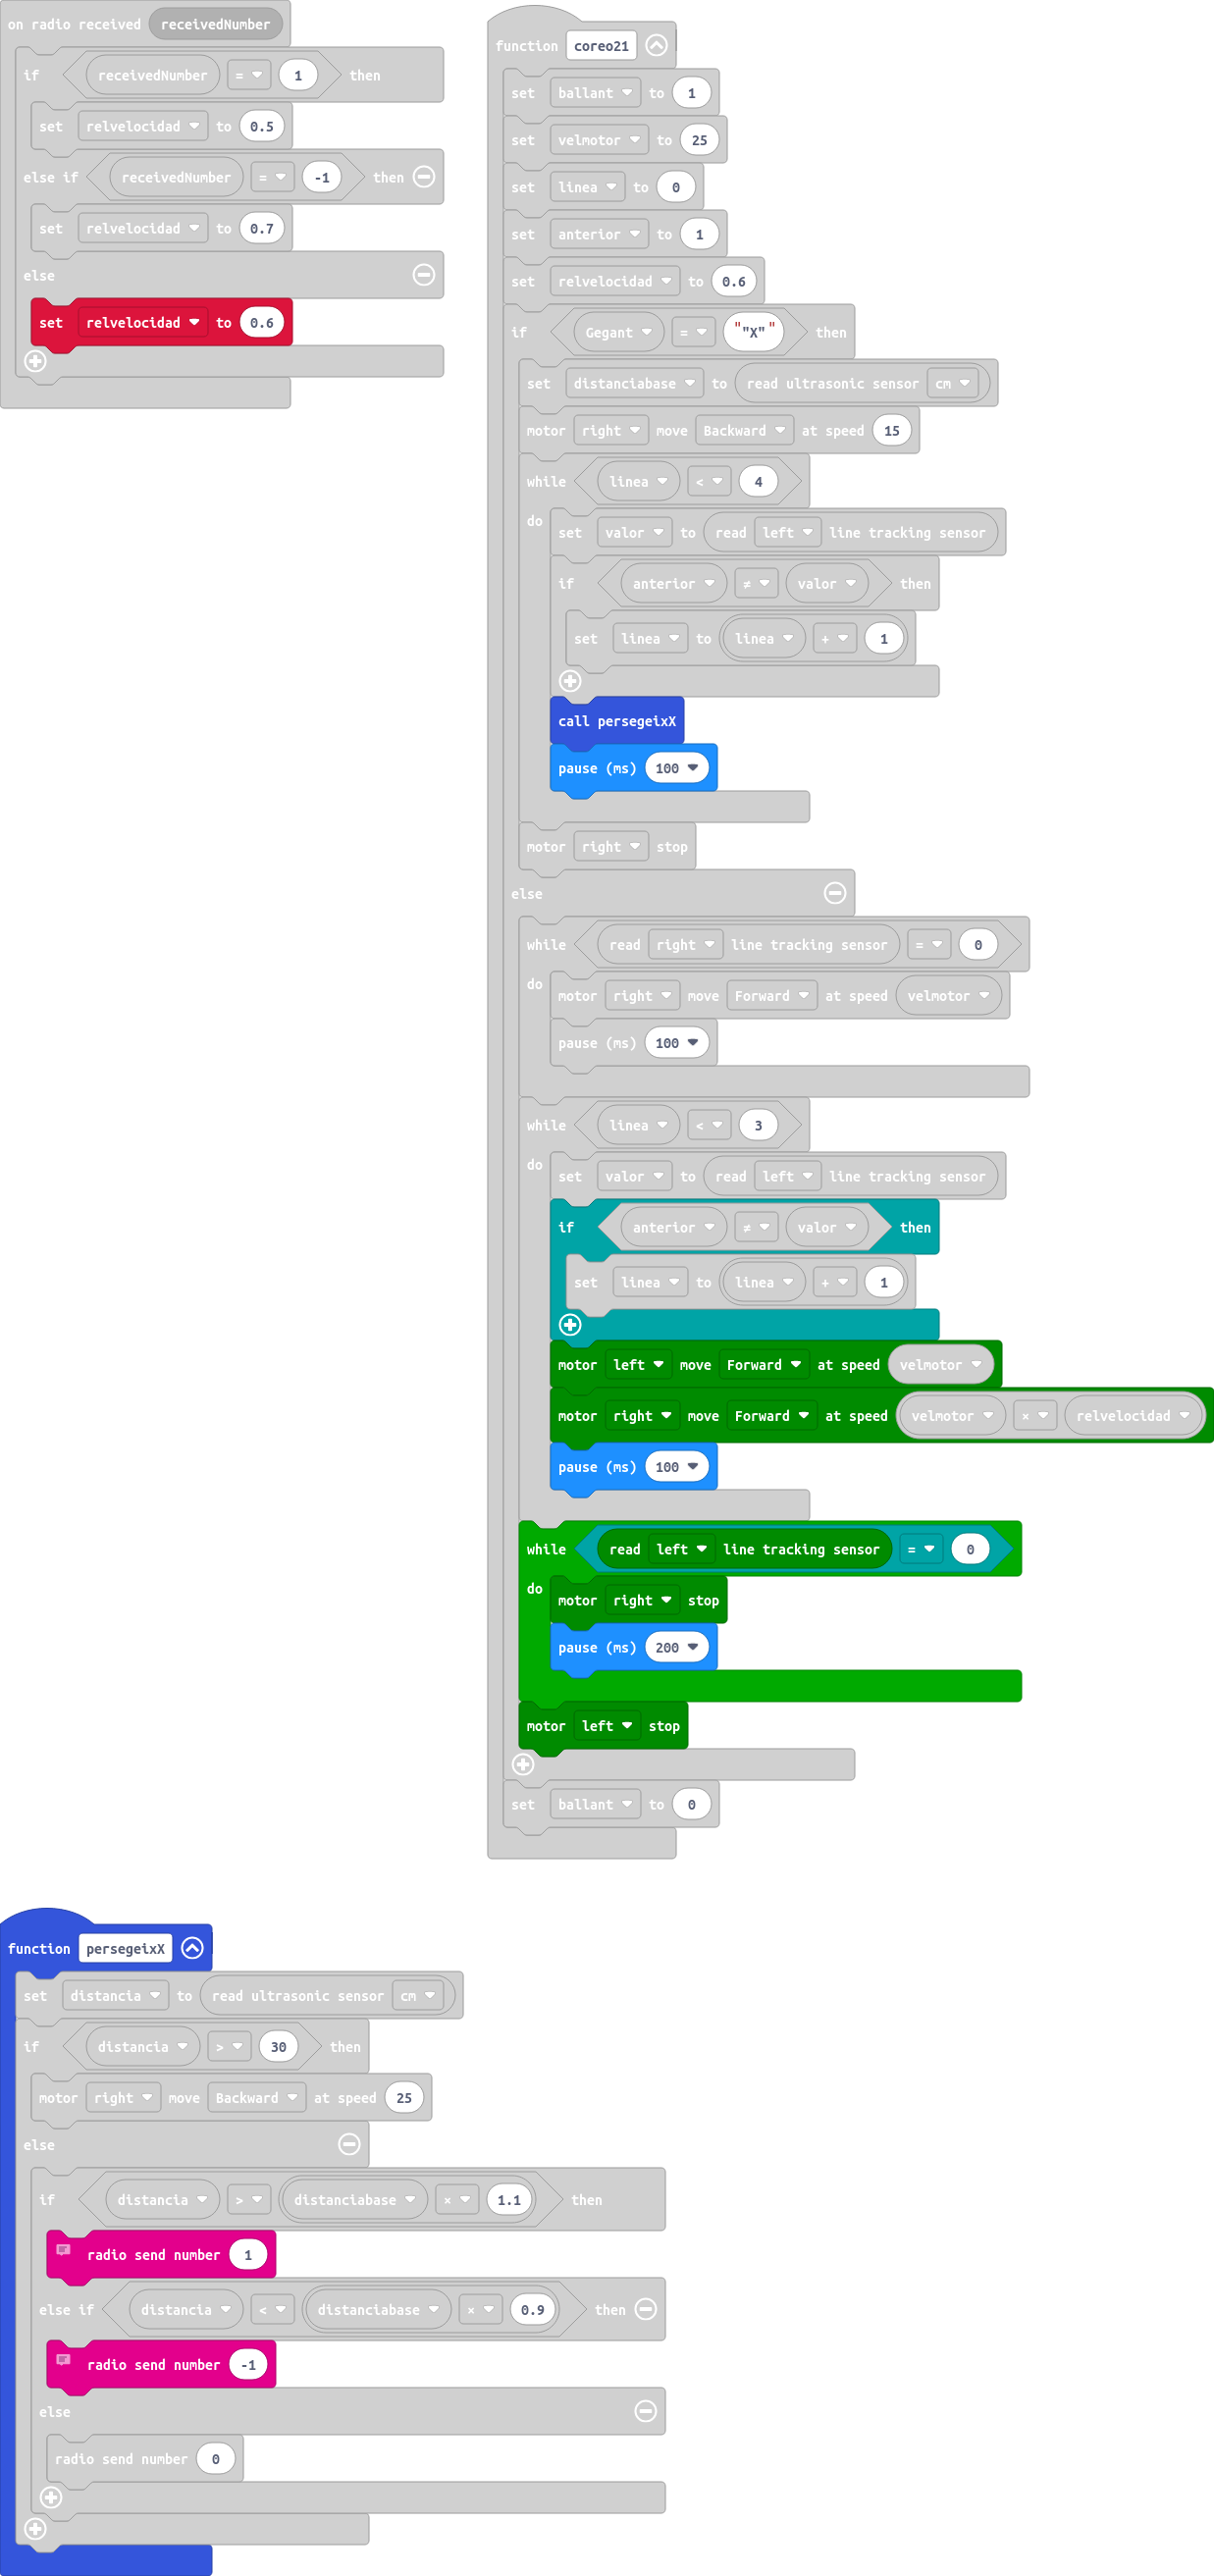 on radio received receivedNumber
if receivedNumber = 1 then
set relvelocidad to 0.5
else if receivedNumber = -1 then
set relvelocidad to 0.7
else
set relvelocidad to 0.6
function coreo21
set ballant to 1
set velmotor to 25
set linea to 0
set anterior to 1
set relvelocidad to 0.6
if Gegant = ""X"" then
set distanciabase to read ultrasonic sensor cm
motor right move Backward at speed 15
while linea < 4
do
set valor to read left line tracking sensor
if anterior ≠ valor then
set linea to linea + 1
call persegeixX
pause (ms) 100
motor right stop
else
while read right line tracking sensor = 0
do
motor right move Forward at speed velmotor
pause (ms) 100
while linea < 3
do
set valor to read left line tracking sensor
if anterior ≠ valor then
set linea to linea + 1
motor left move Forward at speed velmotor
motor right move Forward at speed velmotor × relvelocidad
pause (ms) 100
while read left line tracking sensor = 0
do
motor right stop
pause (ms) 200
motor left stop
set ballant to 0
function persegeixX
set distancia to read ultrasonic sensor cm
if distancia > 30 then
motor right move Backward at speed 25
else
if distancia > distanciabase × 1.1 then
radio send number 1
else if distancia < distanciabase × 0.9 then
radio send number -1
else
radio send number 0